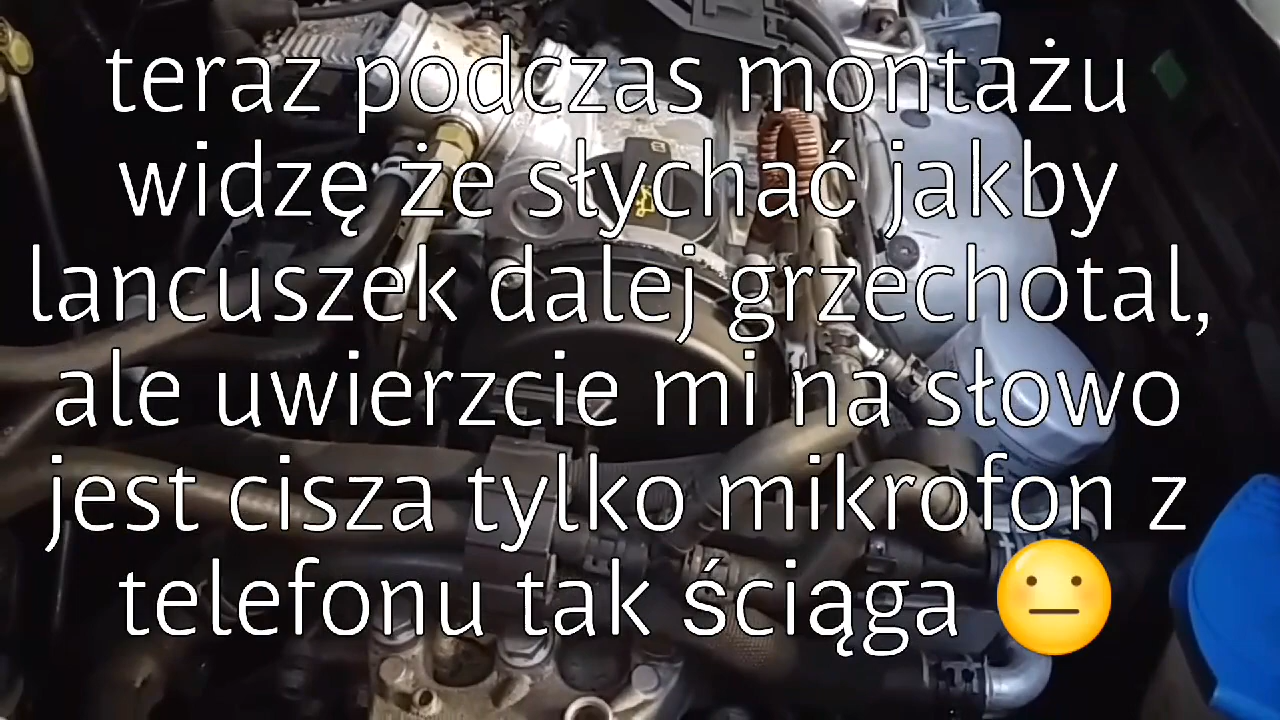 teraz podczas montażu
widzę że słychać jakby
lancuszek dalej grzechotal,
ale uwierzcie mi na słowo
jest cisza tylko mikrofon z
telefonu tak ściąga 😐